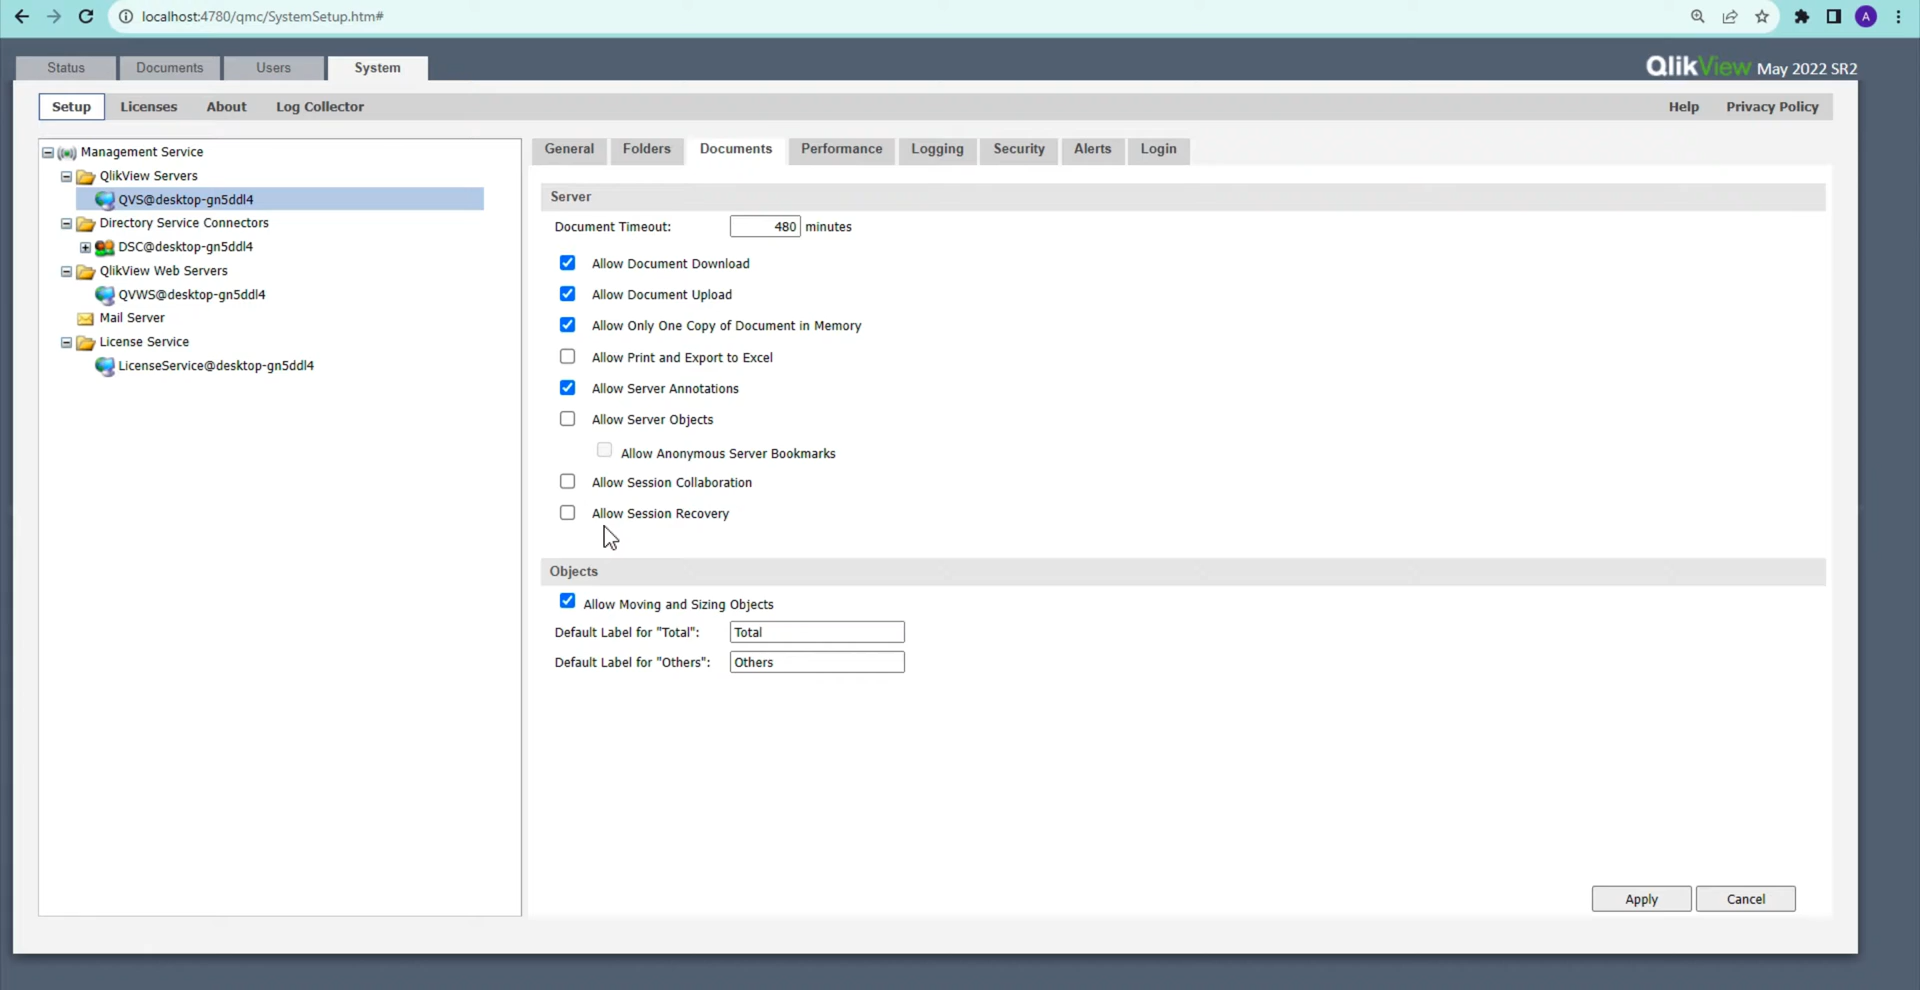 localhost:4780/qmc/SystemSetup.htm#
A
Status Documents Users System
QlikView May 2022 SR2
Setup Licenses About Log Collector Help Privacy Policy
Management Service
QlikView Servers
QVS@desktop-gn5ddl4
Directory Service Connectors
DSC@desktop-gn5ddl4
QlikView Web Servers
QVWS@desktop-gn5ddl4
Mail Server
License Service
LicenseService@desktop-gn5ddl4
General Folders Documents Performance Logging Security Alerts Login
Server
Document Timeout: 480 minutes
Allow Document Download
Allow Document Upload
Allow Only One Copy of Document in Memory
Allow Print and Export to Excel
Allow Server Annotations
Allow Server Objects
Allow Anonymous Server Bookmarks
Allow Session Collaboration
Allow Session Recovery
Objects
Allow Moving and Sizing Objects
Default Label for "Total": Total
Default Label for "Others": Others
Apply Cancel